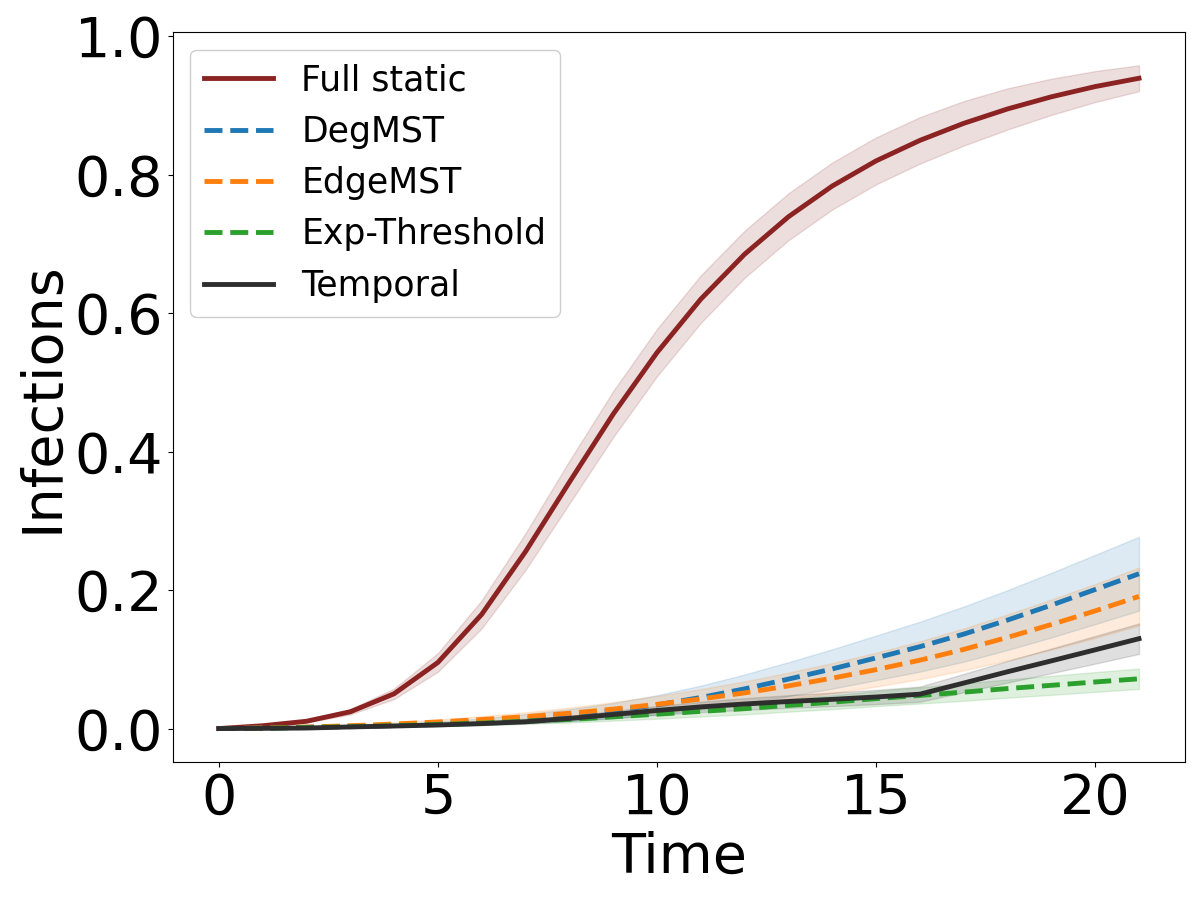 1.0
0.8
0.6
0.4
0.2
0.0
Infections
Full static
DegMST
EdgeMST
Exp-Threshold
Temporal
0 5 10 15 20
Time